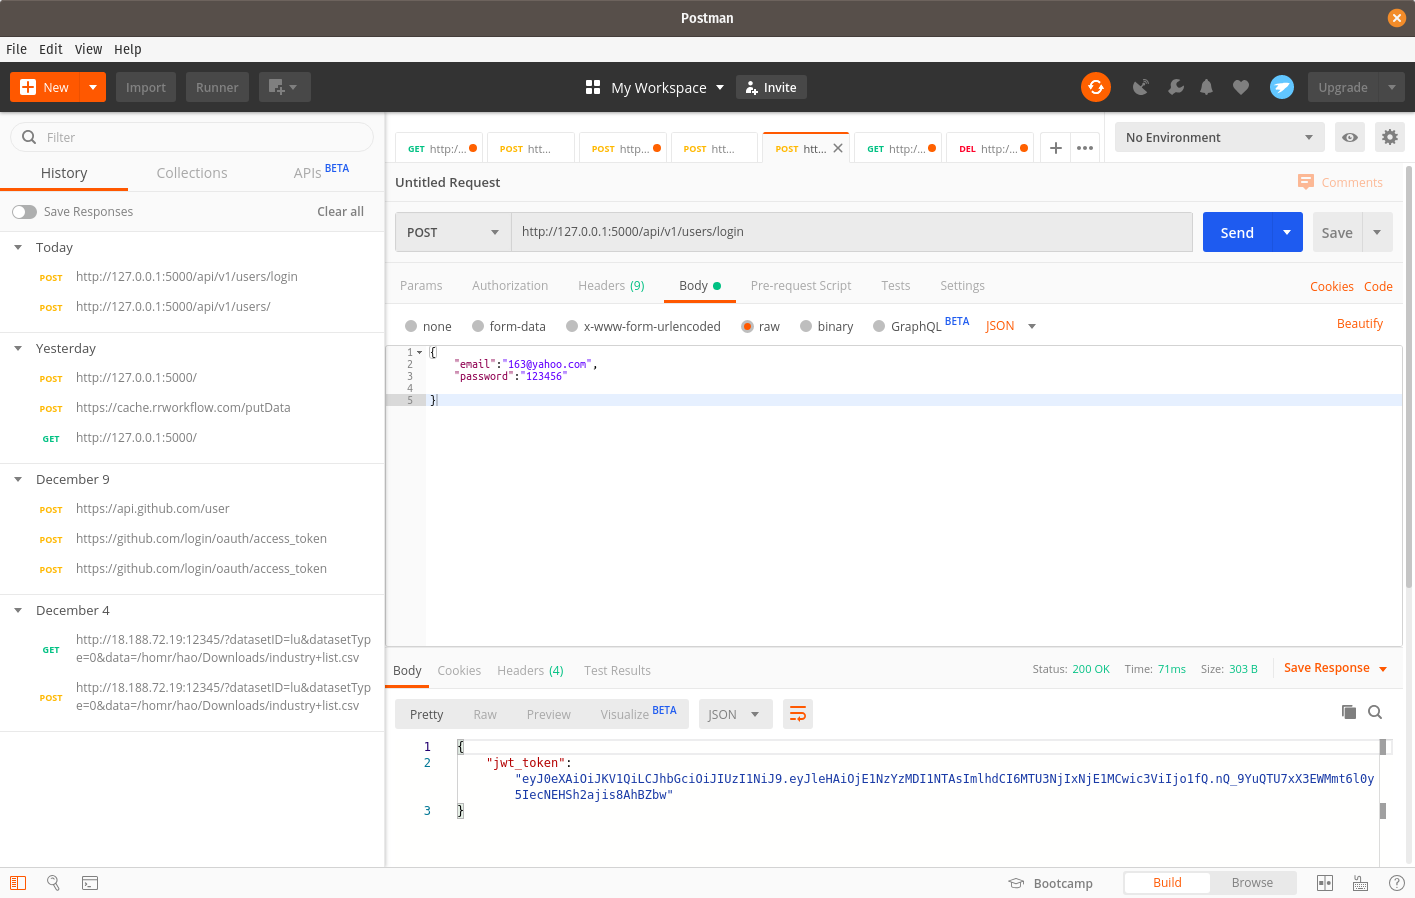 Postman
File Edit View Help
New Import Runner My Workspace Invite Upgrade
Filter
History Collections APIs BETA
Save Responses Clear all
Today
POST http://127.0.0.1:5000/api/v1/users/login
POST http://127.0.0.1:5000/api/v1/users/
Yesterday
POST http://127.0.0.1:5000/
POST https://cache.rrworkflow.com/putData
GET http://127.0.0.1:5000/
December 9
POST https://api.github.com/user
POST https://github.com/login/oauth/access_token
POST https://github.com/login/oauth/access_token
December 4
GET http://18.188.72.19:12345/?datasetID=lu&datasetTyp
e=0&data=/homr/hao/Downloads/industry+list.csv
POST http://18.188.72.19:12345/?datasetID=lu&datasetTyp
e=0&data=/homr/hao/Downloads/industry+list.csv
GET http:/... POST htt... POST http... POST htt... POST htt... GET http:/... DEL http:/...
No Environment
Untitled Request Comments
POST http://127.0.0.1:5000/api/v1/users/login Send Save
Params Authorization Headers (9) Body Pre-request Script Tests Settings Cookies Code
none form-data x-www-form-urlencoded raw binary GraphQL BETA JSON Beautify
1 {
2 "email":"163@yahoo.com",
3 "password":"123456"
4
5 }
Body Cookies Headers (4) Test Results Status: 200 OK Time: 71ms Size: 303 B Save Response
Pretty Raw Preview Visualize BETA JSON
1 {
2 "jwt_token":
"eyJ0eXAiOiJKV1QiLCJhbGciOiJIUzI1NiJ9.eyJleHAiOjE1NzYzMDI1NTAsImlhdCI6MTU3NjIxNjE1MCwic3ViIjo1fQ.nQ_9YuQTU7xX3EWMmt6l0y
5IecNEHSh2ajis8AhBZbw"
3 }
Bootcamp Build Browse